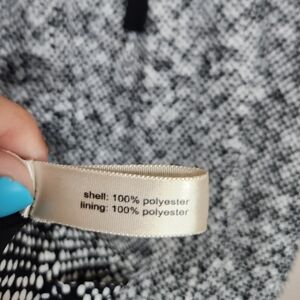 shell: 100% polyester
lining: 100% polyester